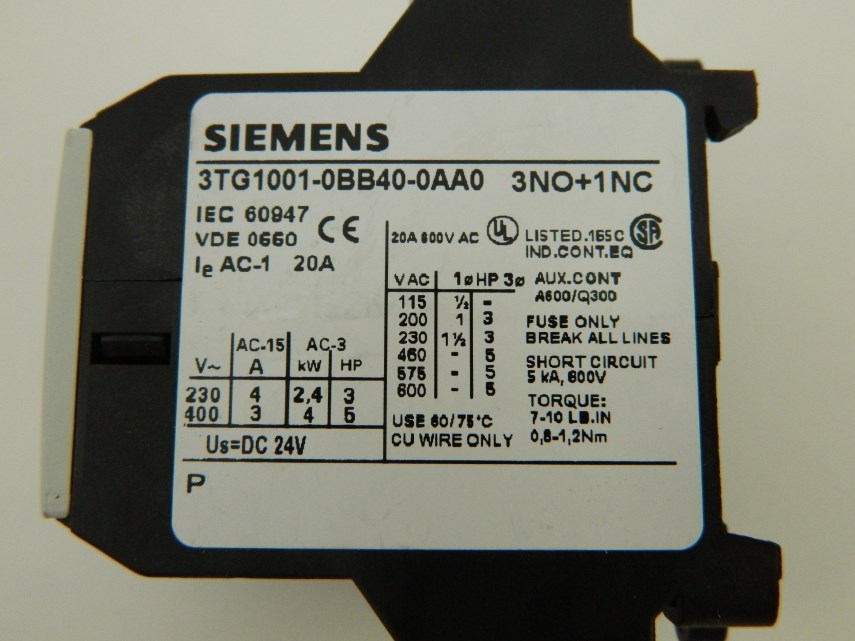 SIEMENS
3TG1001-0BB40-0AA0 3NO+1NC
IEC 60947
VDE 0660 CE
Ie AC-1 20A
AC-15 AC-3
V~ A kW HP
230 4 2,4 3
400 3 4 5
Us=DC 24V
P
20A 600V AC UL LISTED.165C SA
IND.CONT.EQ
VAC 1ø HP 3ø
115 ½ -
200 1 3
230 1½ 3
460 - 5
575 - 5
600 - 5
USE 60/75°C
CU WIRE ONLY
AUX.CONT
A600/Q300
FUSE ONLY
BREAK ALL LINES
SHORT CIRCUIT
5 kA, 600V
TORQUE:
7-10 LB.IN
0,8-1,2Nm